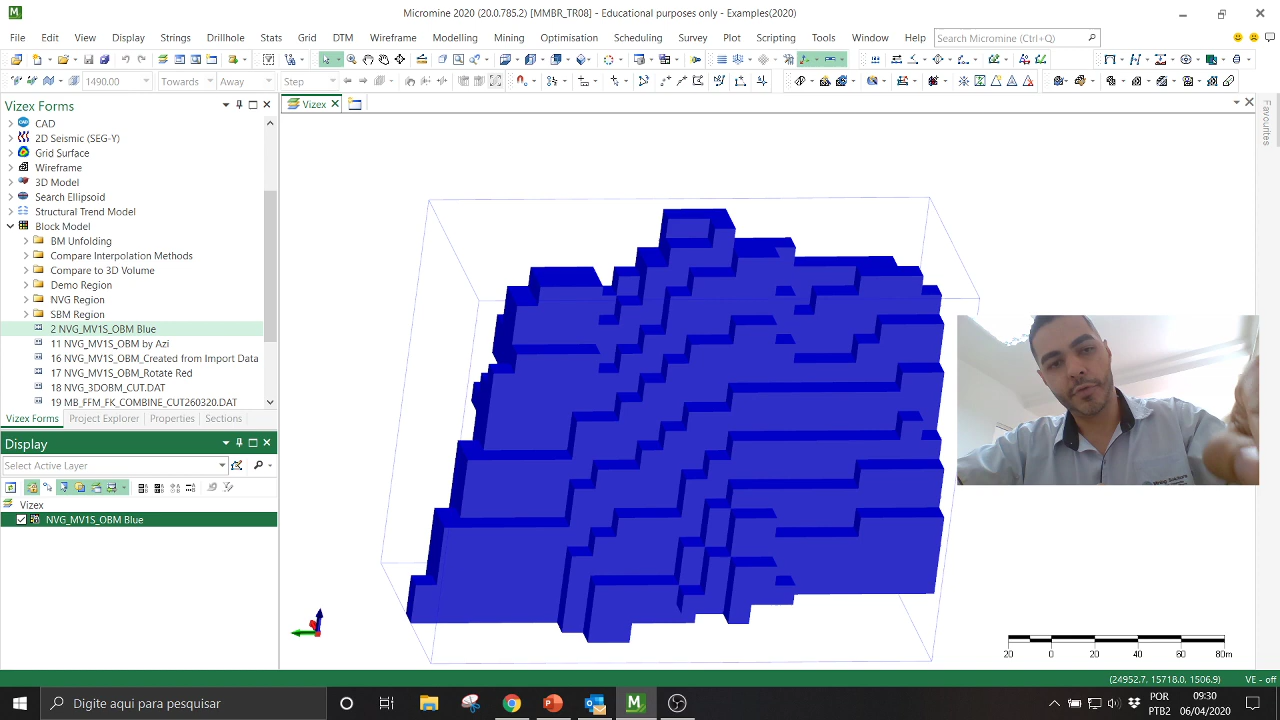 Micromine 2020 (20.0.785.2) [MMBR_TR08] - Educational purposes only - Examples(2020)
File Edit View Display Strings Drillhole Stats Grid DTM Wireframe Modelling Mining Optimisation Scheduling Survey Plot Scripting Tools Window Help Search Micromine (Ctrl+Q)
1490.00 Towards Away Step
Vizex Forms
Vizex
Favourites
CAD
2D Seismic (SEG-Y)
Grid Surface
Wireframe
3D Model
Search Ellipsoid
Structural Trend Model
Block Model
BM Unfolding
Compare Interpolation Methods
Compare to 3D Volume
Demo Region
NVG Region
SBM Region
2 NVG_MV1S_OBM Blue
11 NVG_MV1S_OBM by Azi
16 NVG_MV1S_OBM_Created from Import Data
17 NVG_MV1S_OBM_Rotate Red
18 NVG_3DOBM_CUT.DAT
19 MB_FFM_FK_COMBINE_CUT260320.DAT
Vizex Forms Project Explorer Properties Sections
Display
Select Active Layer
Vizex
NVG_MV1S_OBM Blue
20 0 20 40 60 80m
(24952.7, 15718.0, 1506.9) VE - off
Digite aqui para pesquisar
POR
PTB2
09:30
06/04/2020